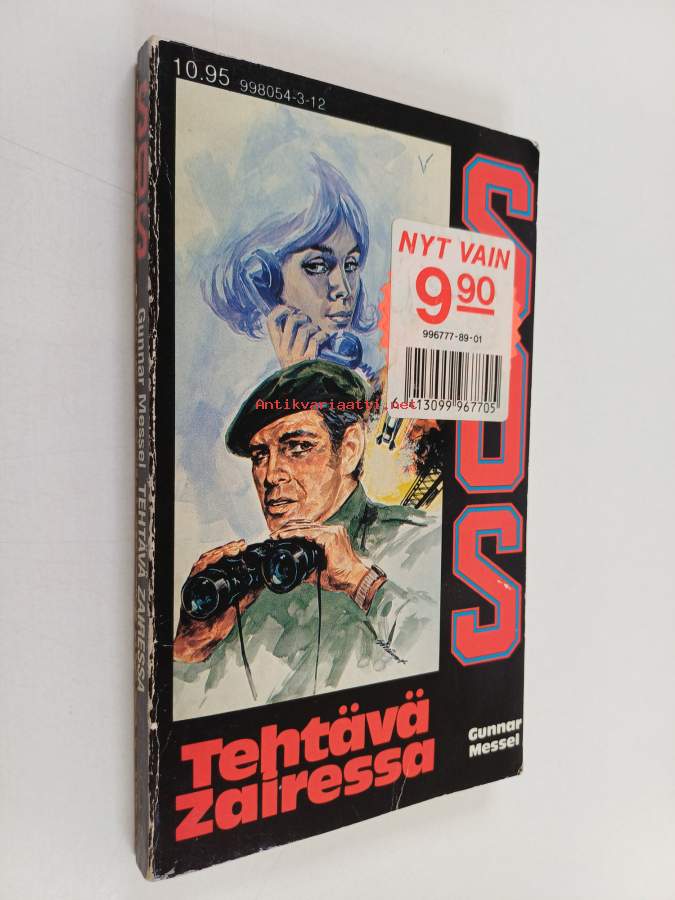 10.95 998054-3-12
SOS
NYT VAIN
9 90
996777-89-01
413099 967705
Antikvariaatti.net
Tehtävä
zairessa
Gunnar
Messel
SOS Gunnar Messel TEHTÄVÄ ZAIRESSA